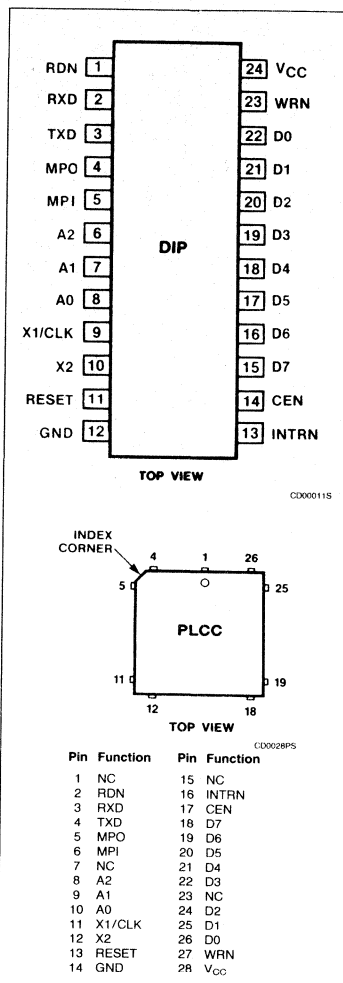 RDN 1 24 VCC
RXD 2 23 WRN
TXD 3 22 D0
MPO 4 21 D1
MPI 5 20 D2
A2 6 19 D3
A1 7 DIP 18 D4
A0 8 17 D5
X1/CLK 9 16 D6
X2 10 15 D7
RESET 11 14 CEN
GND 12 13 INTRN
TOP VIEW
CD00011S
INDEX
CORNER
4 1 26
5 25
PLCC
11 19
12 18
TOP VIEW
CD0028PS
Pin Function Pin Function
1 NC 15 NC
2 RDN 16 INTRN
3 RXD 17 CEN
4 TXD 18 D7
5 MPO 19 D6
6 MPI 20 D5
7 NC 21 D4
8 A2 22 D3
9 A1 23 NC
10 A0 24 D2
11 X1/CLK 25 D1
12 X2 26 D0
13 RESET 27 WRN
14 GND 28 VCC